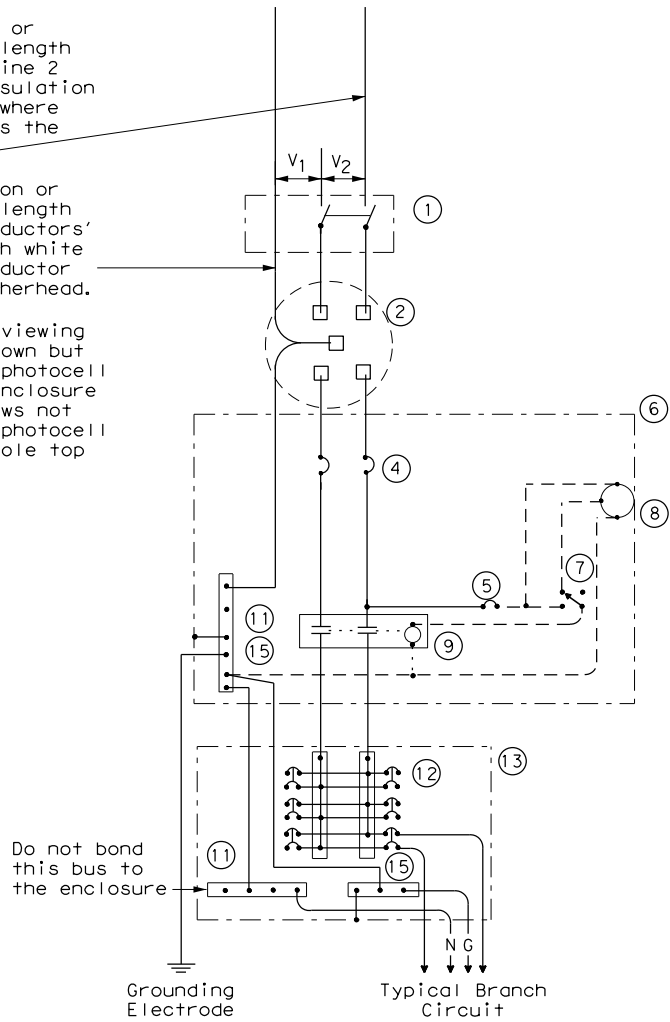 or
length
ine 2
sulation
where
s the
on or
length
ductors'
h white
ductor
herhead.
viewing
own but
photocell
nclosure
ws not
photocell
ole top
V1 V2
1
2
6
4
8
7
5
11
15
9
13
12
11
15
Do not bond
this bus to
the enclosure
N G
Grounding
Electrode
Typical Branch
Circuit